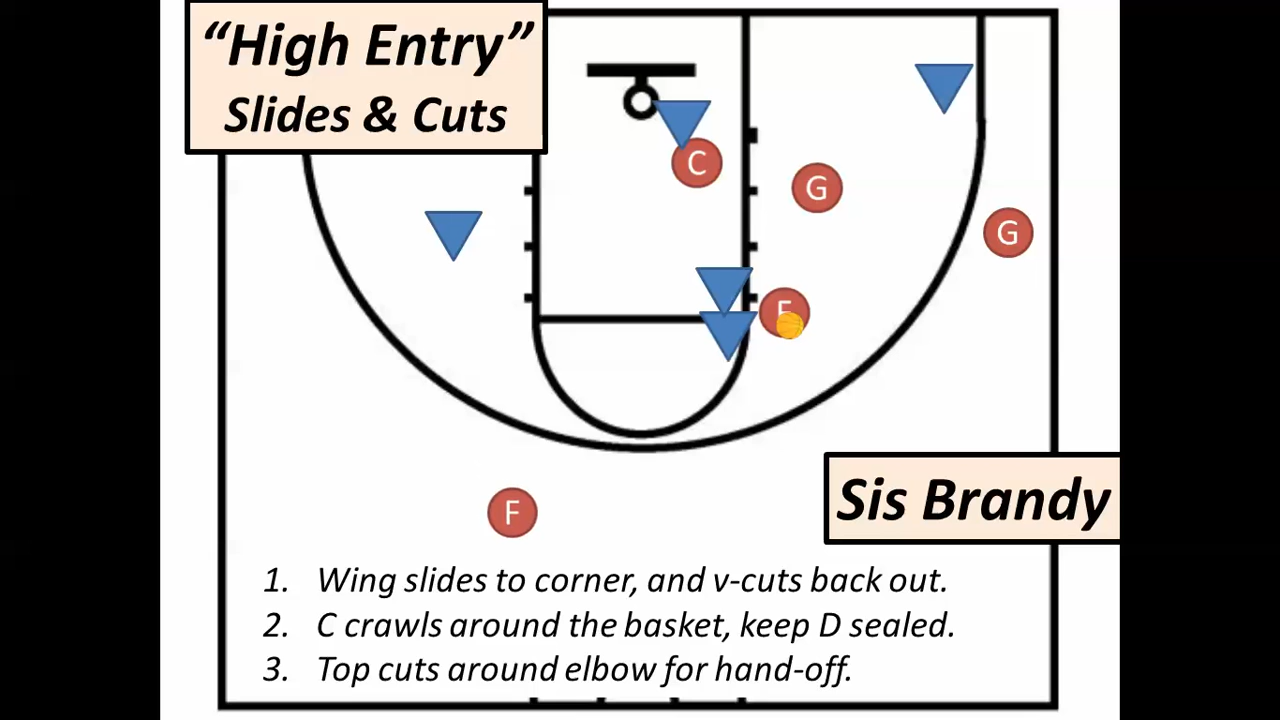 “High Entry”
Slides & Cuts
C
G
G
F
F
Sis Brandy
1. Wing slides to corner, and v-cuts back out.
2. C crawls around the basket, keep D sealed.
3. Top cuts around elbow for hand-off.